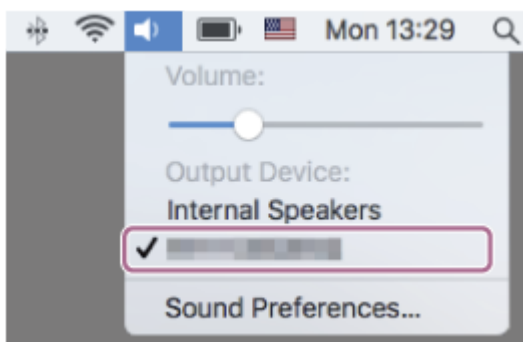 Mon 13:29
Volume:
Output Device:
Internal Speakers
Sound Preferences...